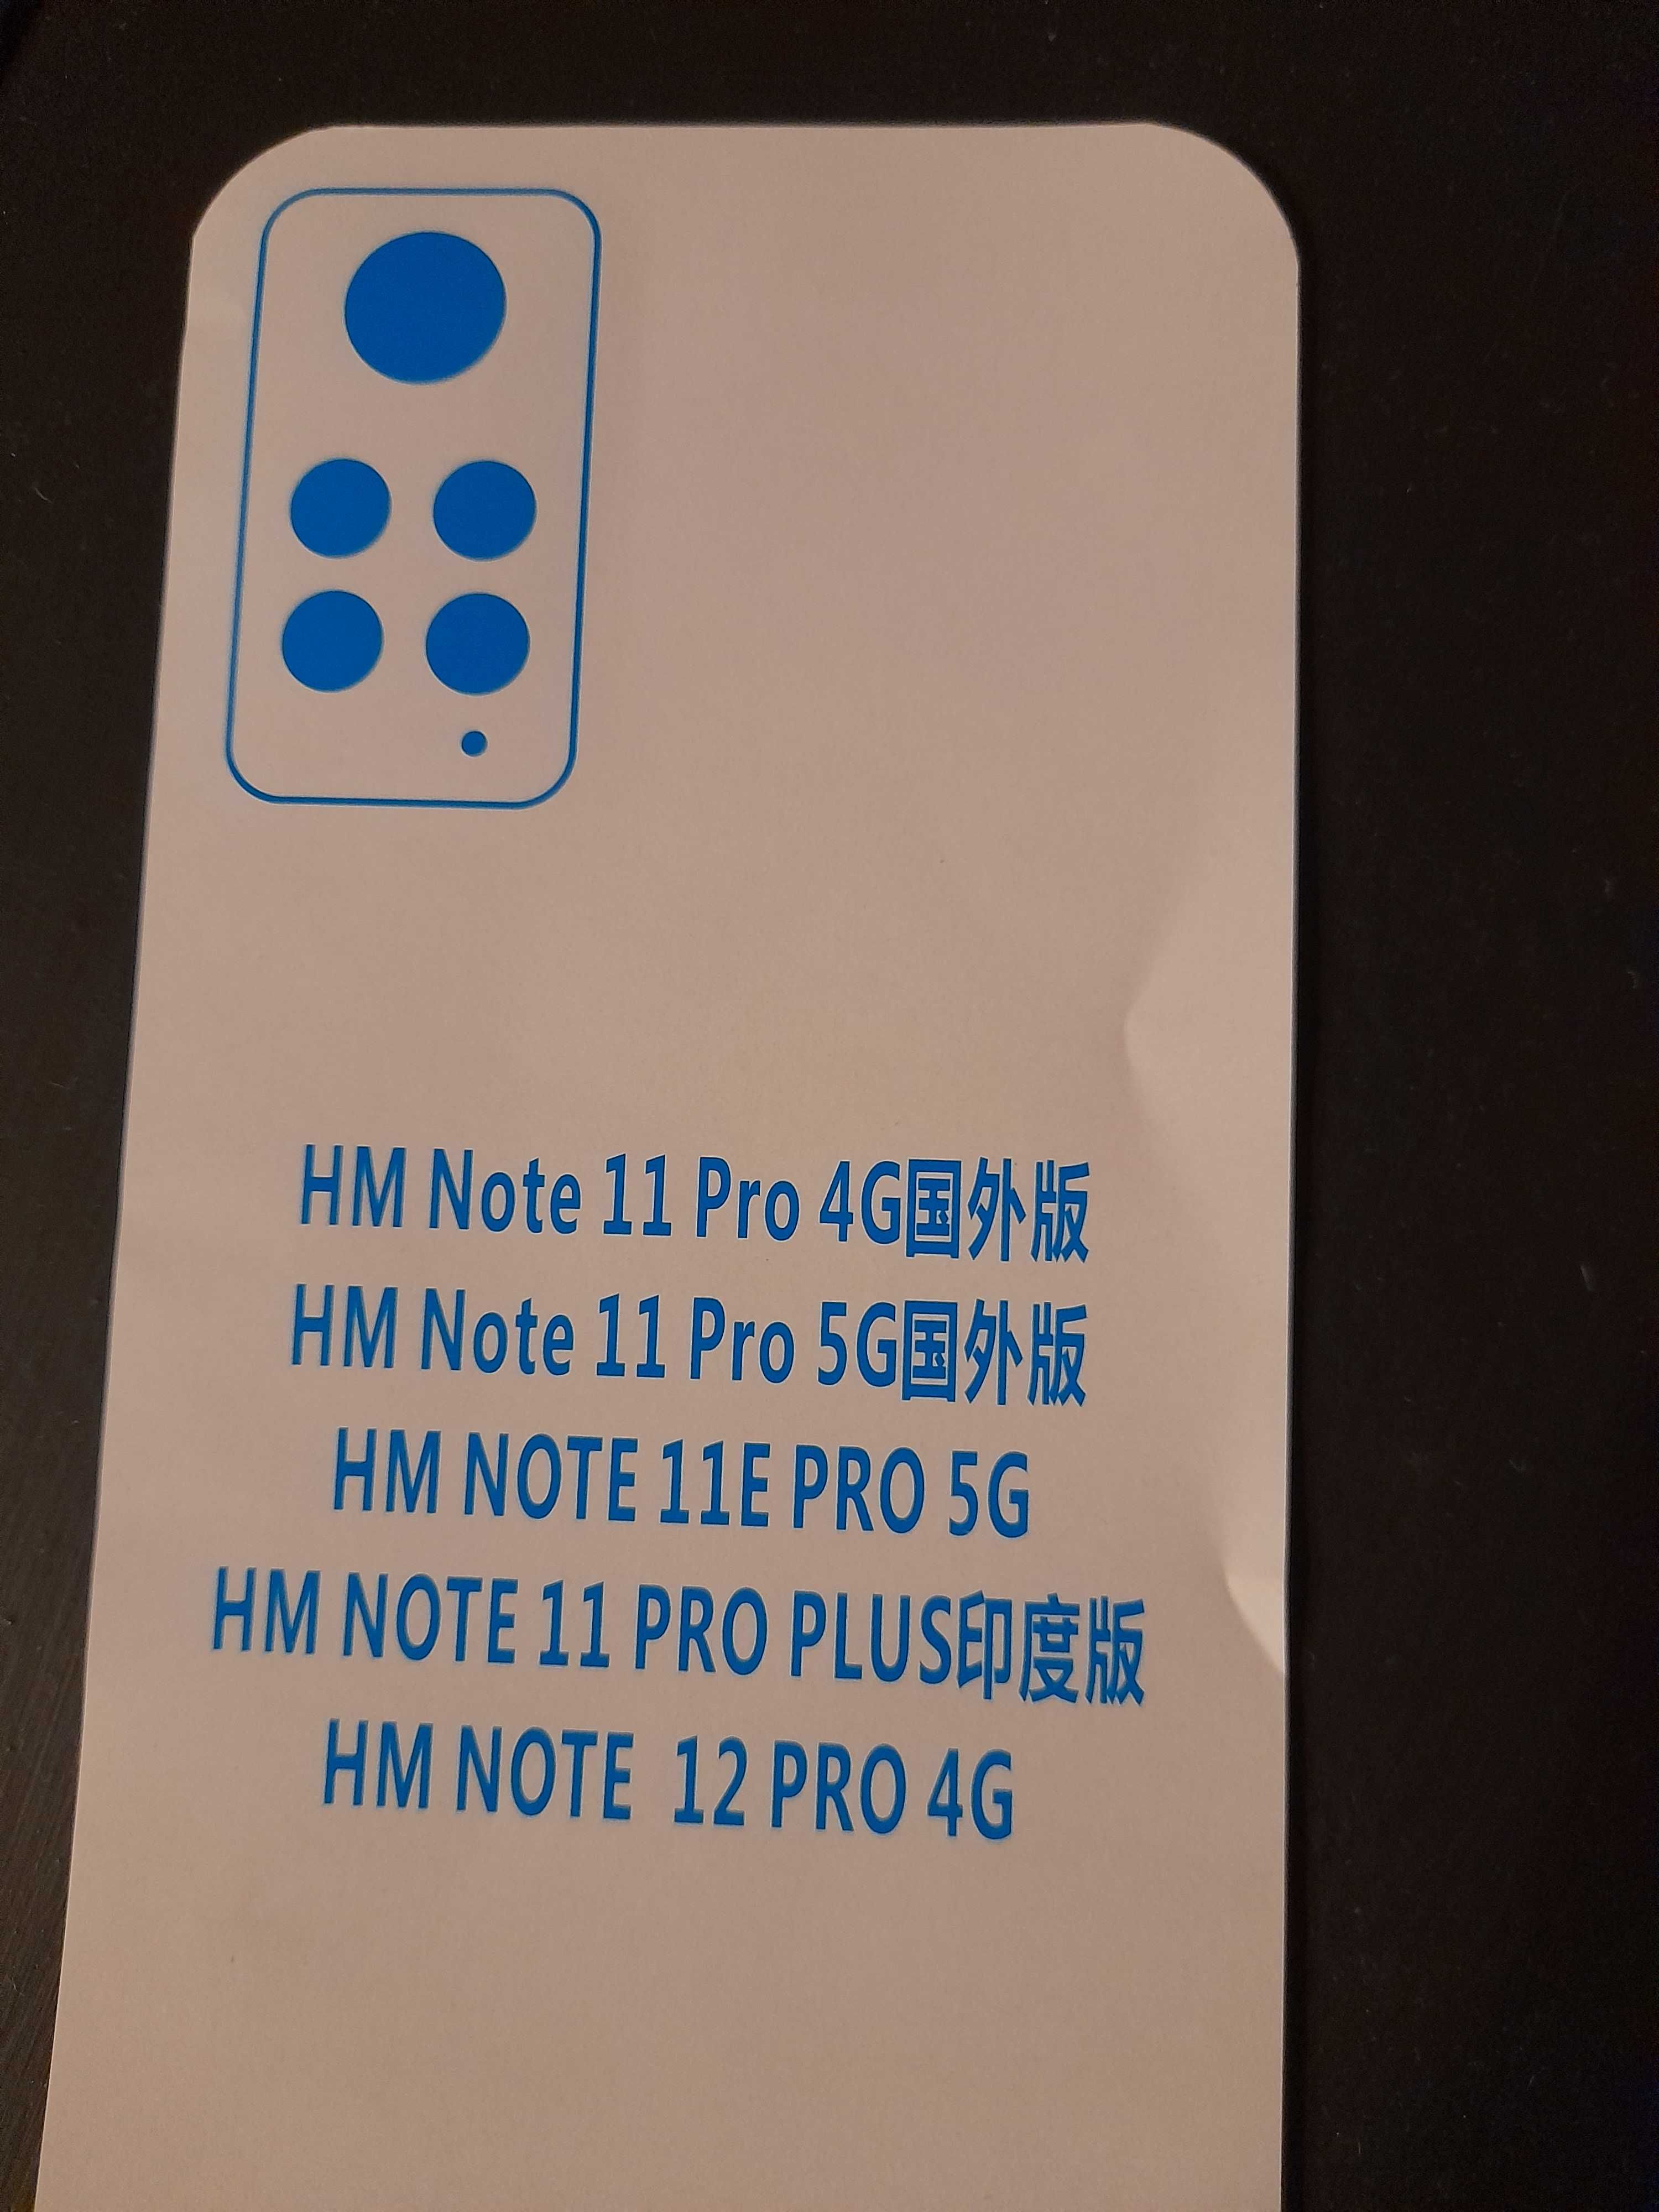 HM Note 11 Pro 4G国外版
HM Note 11 Pro 5G国外版
HM NOTE 11E PRO 5G
HM NOTE 11 PRO PLUS印度版
HM NOTE 12 PRO 4G